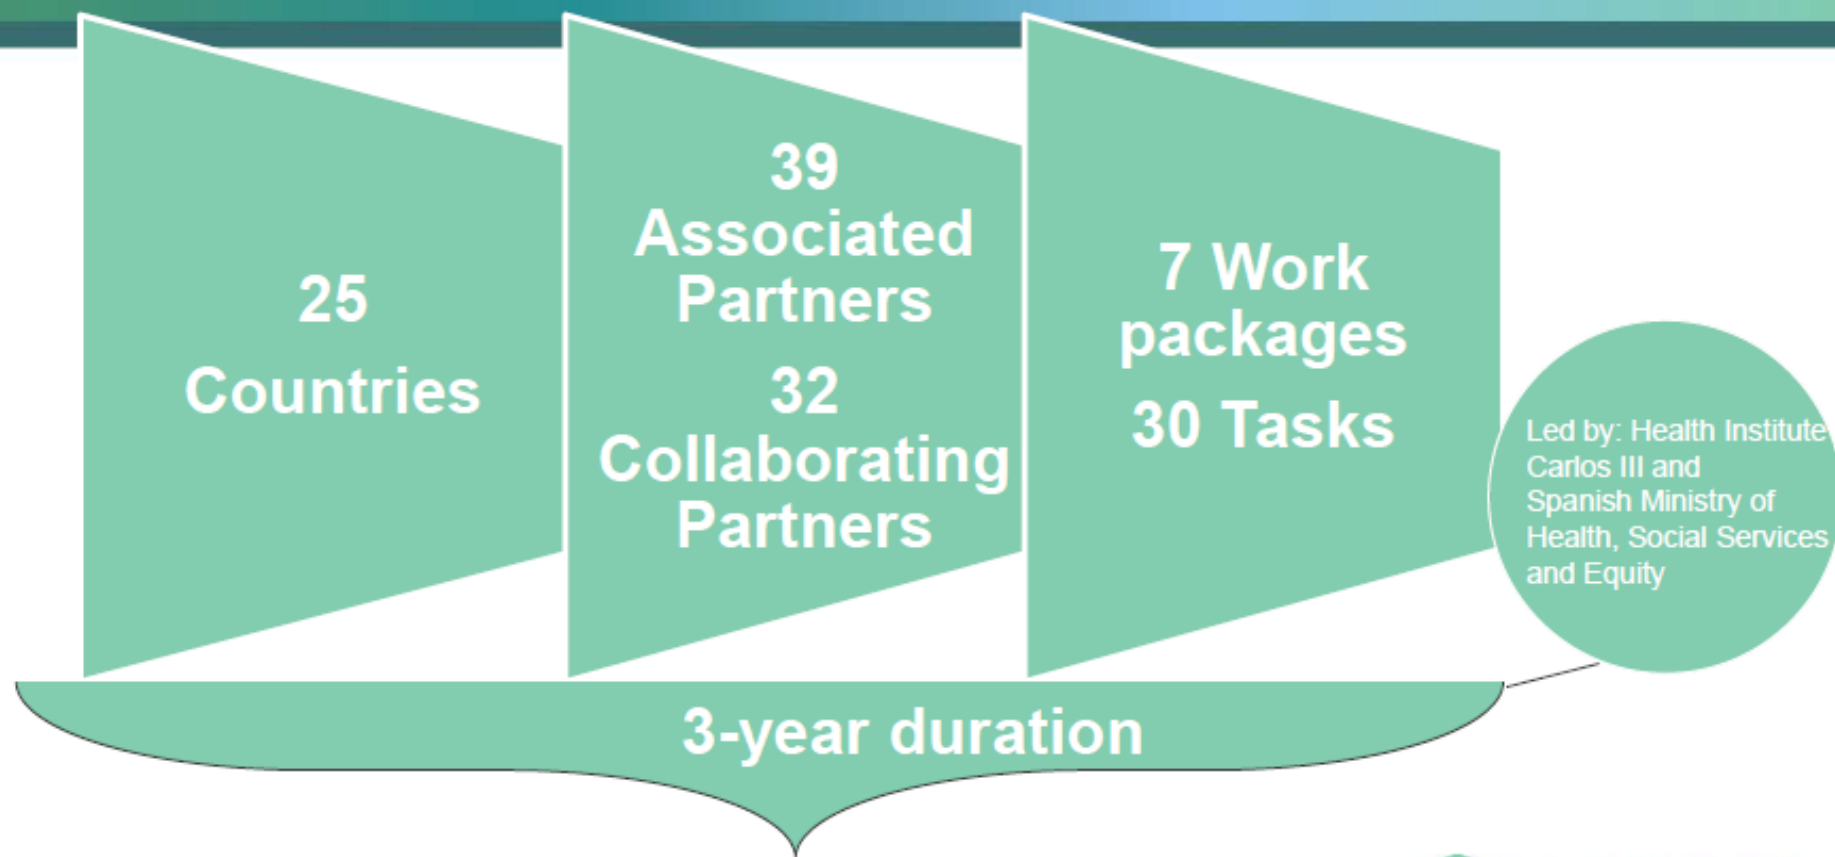 25
Countries
39
Associated
Partners
32
Collaborating
Partners
7 Work
packages
30 Tasks
Led by: Health Institute
Carlos III and
Spanish Ministry of
Health, Social Services
and Equity
3-year duration